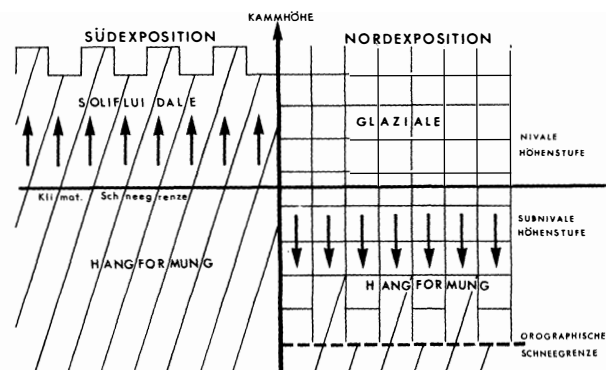 KAMMHÖHE
SÜDEXPOSITION
NORDEXPOSITION
SOLIFLUIDALE
GLAZIALE
NIVALE
HÖHENSTUFE
Klimat. Schneegrenze
SUBNIVALE
HÖHENSTUFE
HANGFORMUNG
HANGFORMUNG
OROGRAPHISCHE
SCHNEEGRENZE